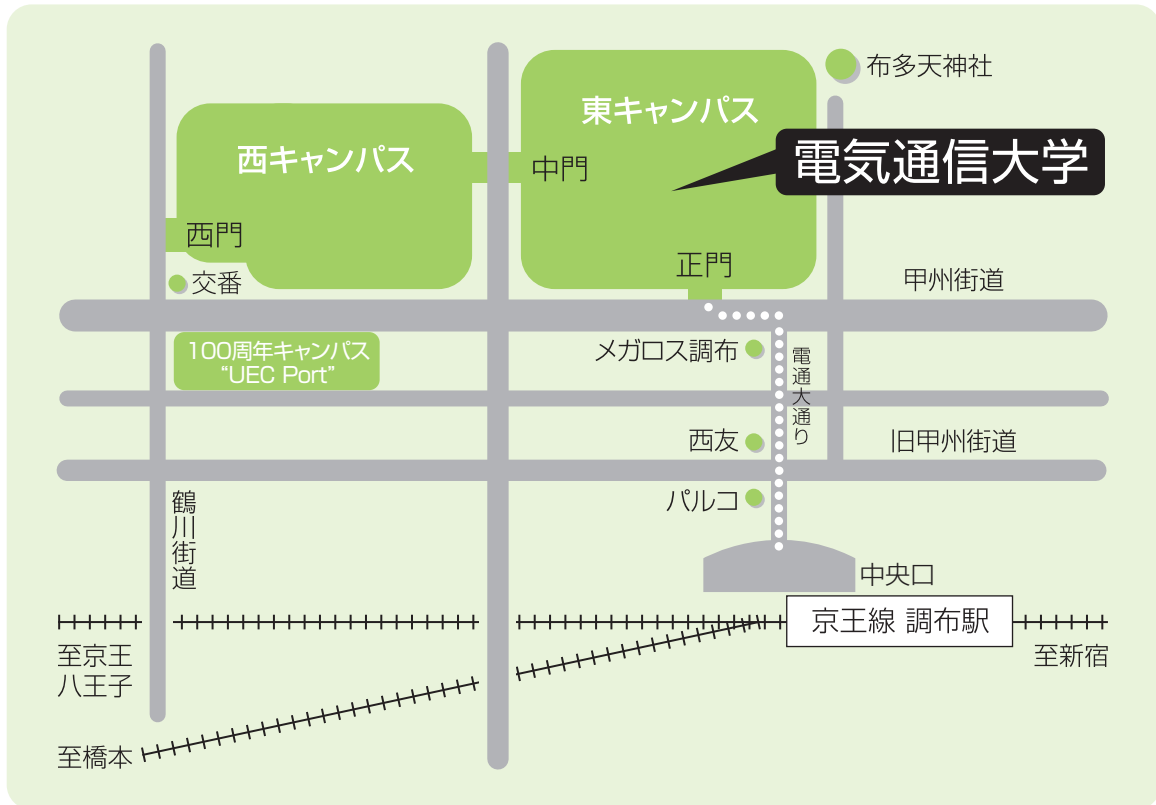 布多天神社
東キャンパス
電気通信大学
西キャンパス
中門
西門
正門
交番
甲州街道
100周年キャンパス
“UEC Port”
メガロス調布
電通大通り
西友
旧甲州街道
パルコ
鶴川街道
中央口
京王線 調布駅
至京王
八王子
至新宿
至橋本